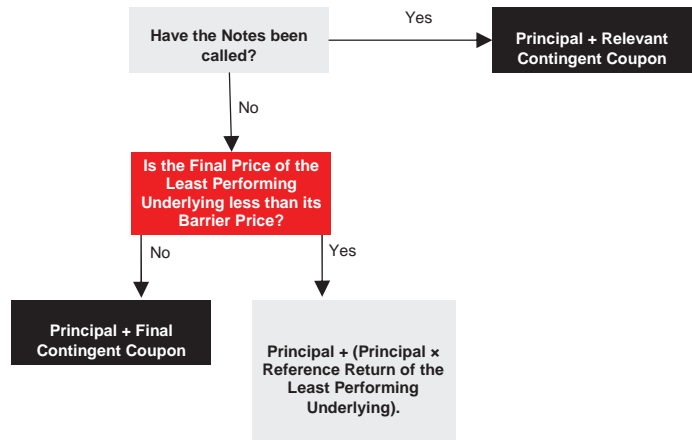 Have the Notes been
called?
Yes
Principal + Relevant
Contingent Coupon
No
Is the Final Price of the
Least Performing
Underlying less than its
Barrier Price?
No
Yes
Principal + Final
Contingent Coupon
Principal + (Principal ×
Reference Return of the
Least Performing
Underlying).